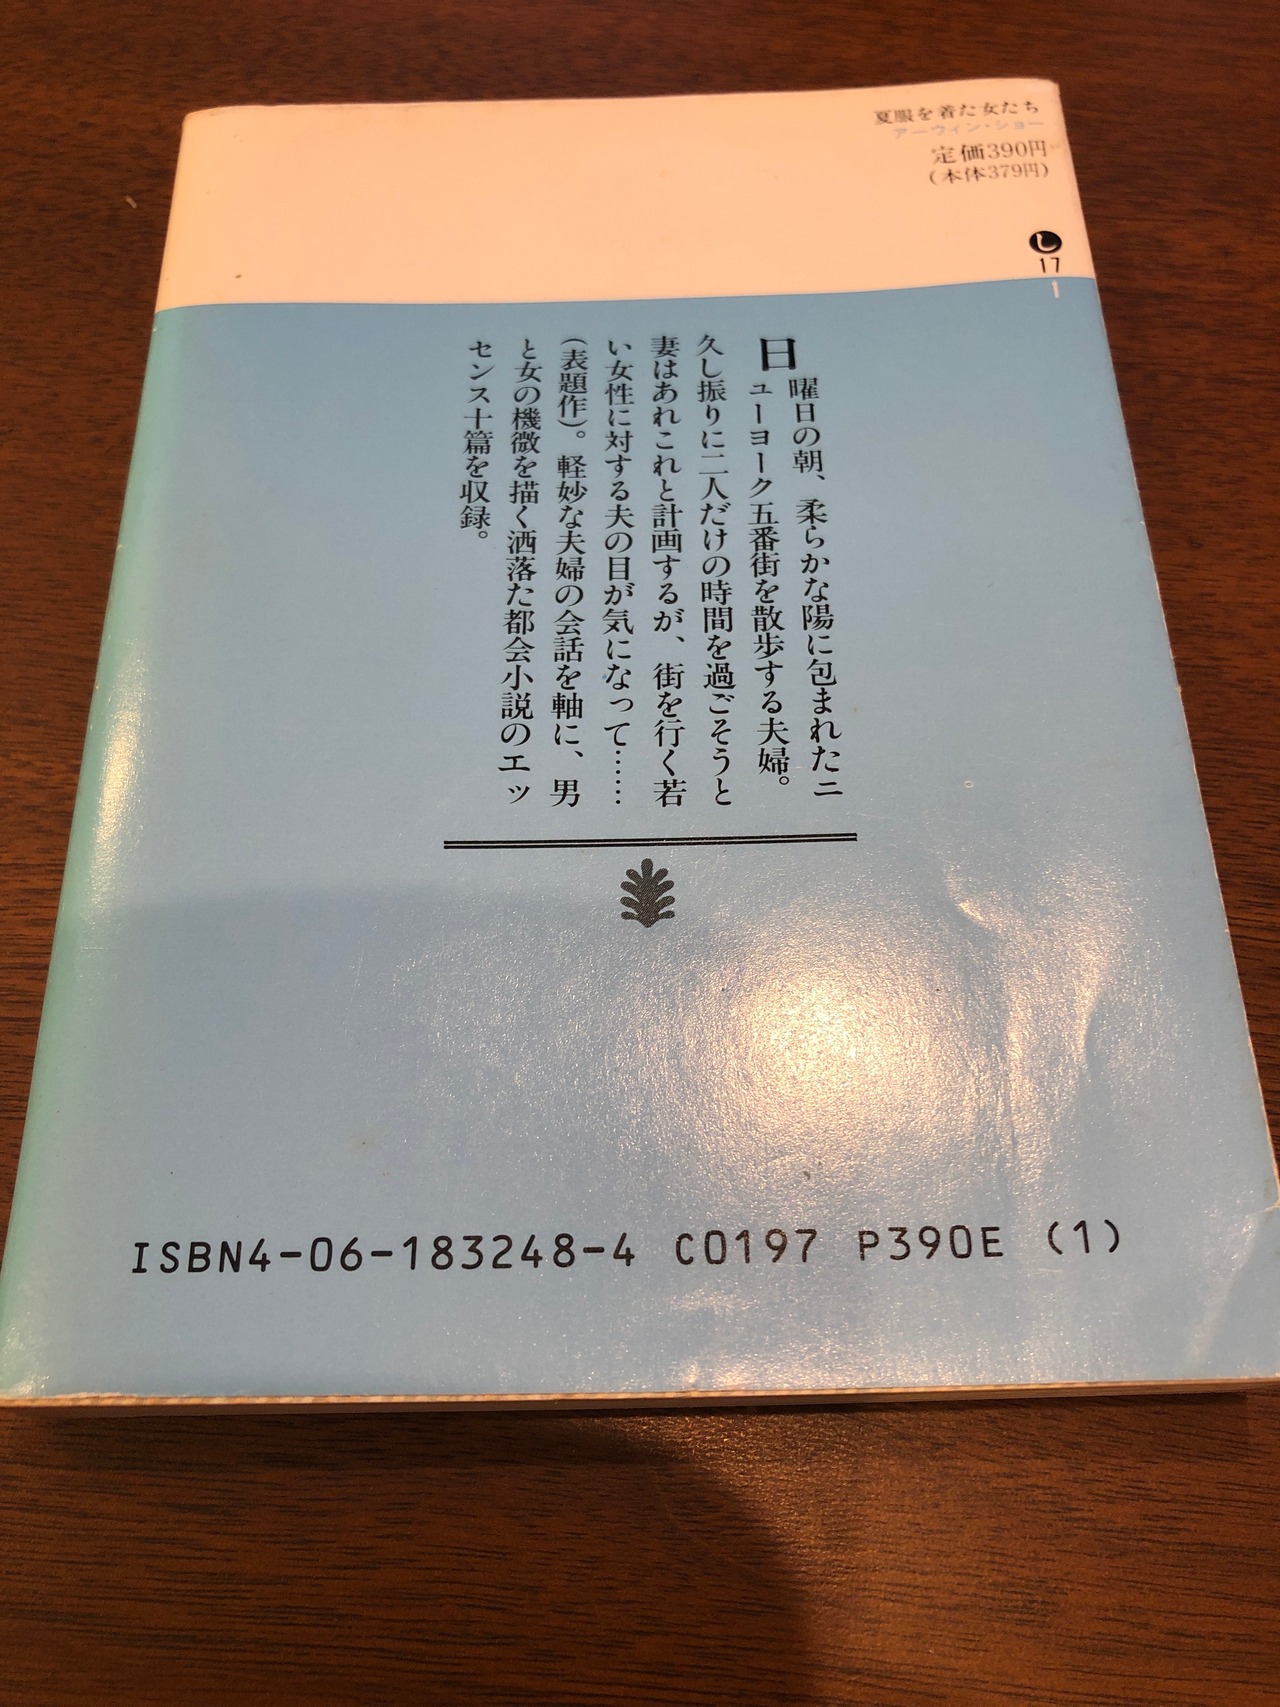 夏服を着た女たち
アーウィン・ショー
定価390円
(本体379円)
し
17
1
日曜日の朝、柔らかな陽に包まれたニ
ューヨーク五番街を散歩する夫婦。
久し振りに二人だけの時間を過ごそうと
妻はあれこれと計画するが、街を行く若
い女性に対する夫の目が気になって……
(表題作)。軽妙な夫婦の会話を軸に、男
と女の機微を描く洒落た都会小説のエッ
センス十篇を収録。
ISBN4-06-183248-4 C0197 P390E (1)